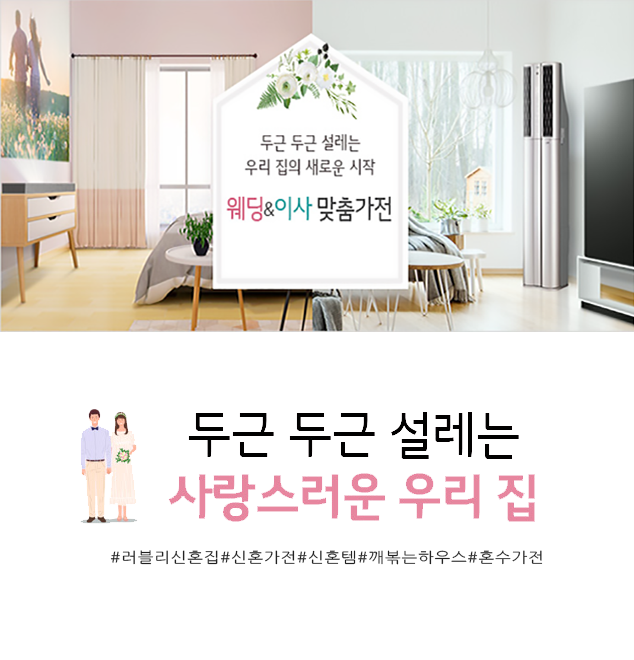 두근 두근 설레는
우리 집의 새로운 시작
웨딩&이사 맞춤가전
두근 두근 설레는
사랑스러운 우리 집
#러블리신혼집#신혼가전#신혼템#깨볶는하우스#혼수가전